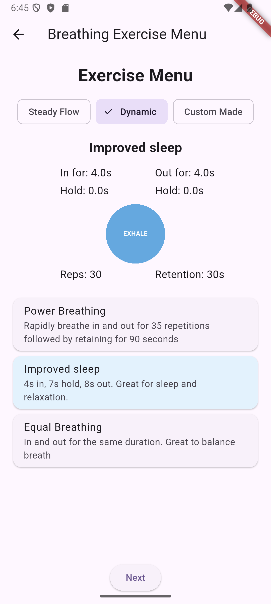 6:45
DEBUG
Breathing Exercise Menu
Exercise Menu
Steady Flow
Dynamic
Custom Made
Improved sleep
In for: 4.0s
Out for: 4.0s
Hold: 0.0s
Hold: 0.0s
EXHALE
Reps: 30
Retention: 30s
Power Breathing
Rapidly breathe in and out for 35 repetitions
followed by retaining for 90 seconds
Improved sleep
4s in, 7s hold, 8s out. Great for sleep and
relaxation.
Equal Breathing
In and out for the same duration. Great to balance
breath
Next